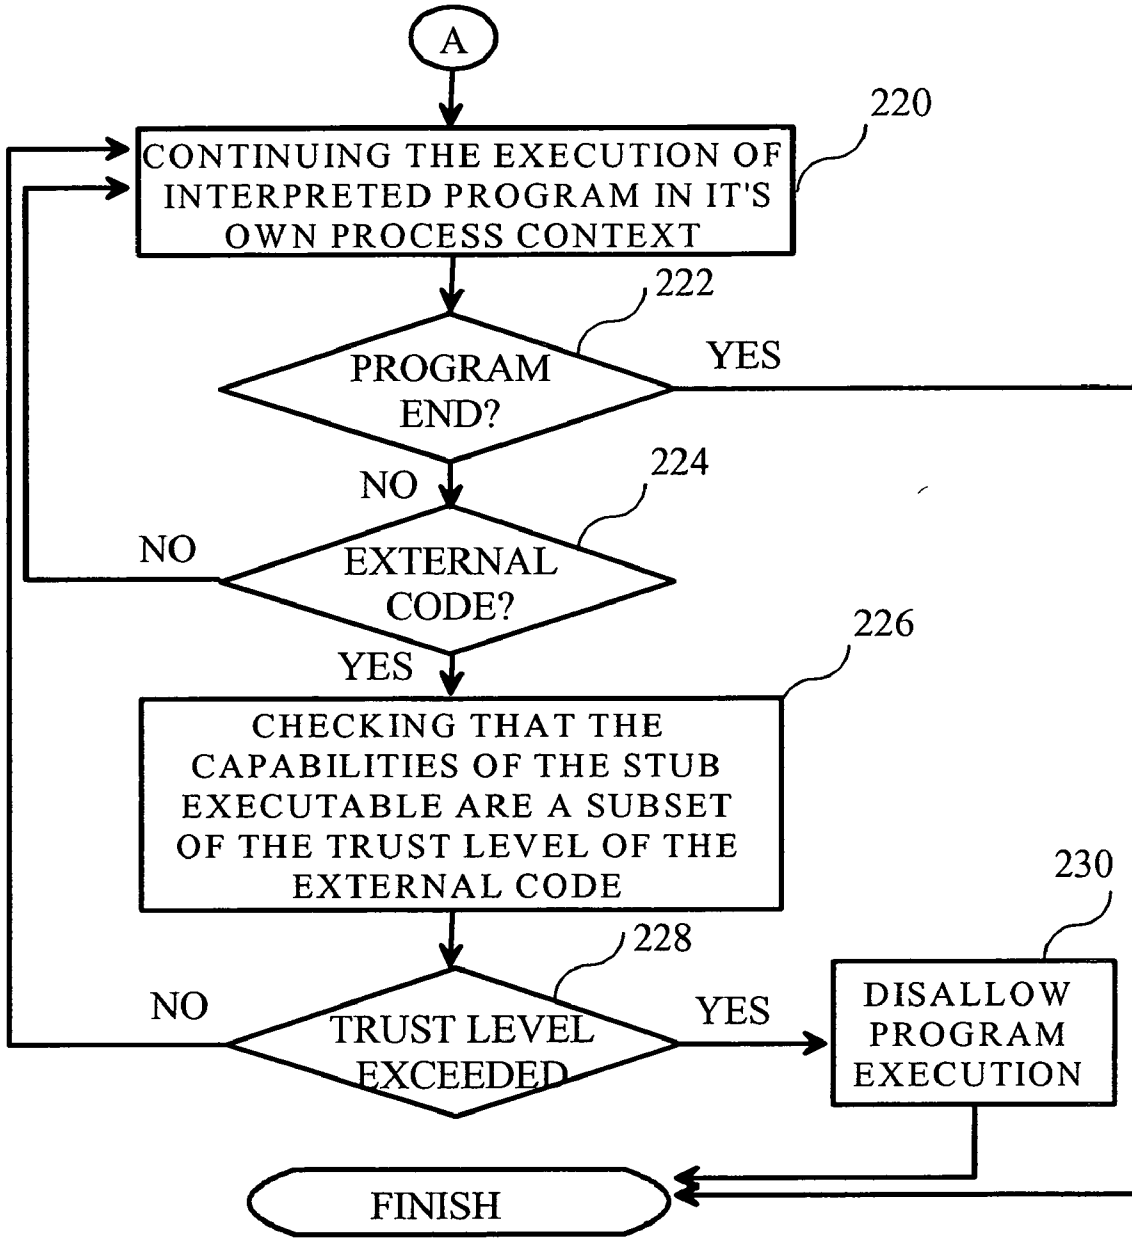 A
220
CONTINUING THE EXECUTION OF
INTERPRETED PROGRAM IN IT'S
OWN PROCESS CONTEXT
222
PROGRAM
END?
YES
NO
224
EXTERNAL
CODE?
NO
YES
226
CHECKING THAT THE
CAPABILITIES OF THE STUB
EXECUTABLE ARE A SUBSET
OF THE TRUST LEVEL OF THE
EXTERNAL CODE
228
TRUST LEVEL
EXCEEDED
NO
YES
230
DISALLOW
PROGRAM
EXECUTION
FINISH